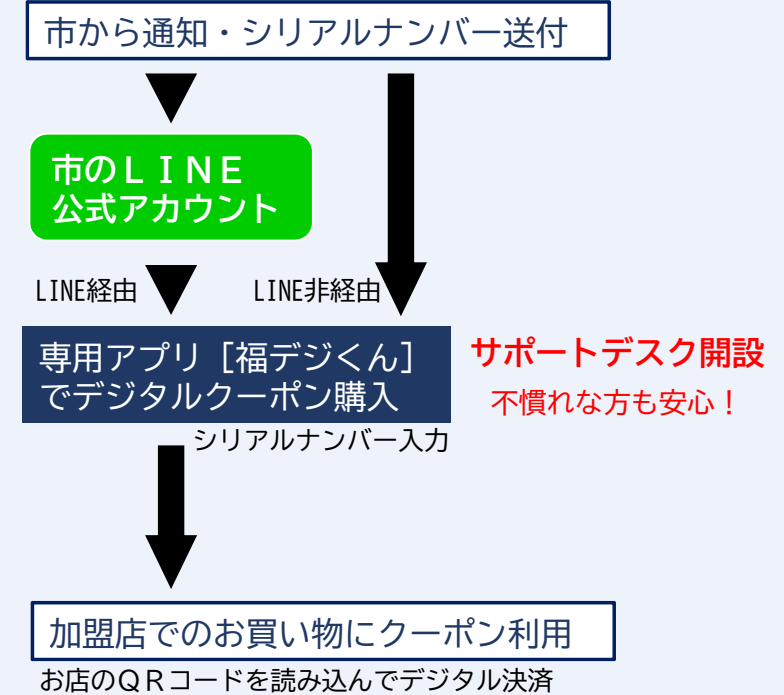 市から通知・シリアルナンバー送付
市のＬＩＮＥ
公式アカウント
LINE経由
LINE非経由
専用アプリ［福デジくん］
でデジタルクーポン購入
サポートデスク開設
不慣れな方も安心！
シリアルナンバー入力
加盟店でのお買い物にクーポン利用
お店のＱＲコードを読み込んでデジタル決済